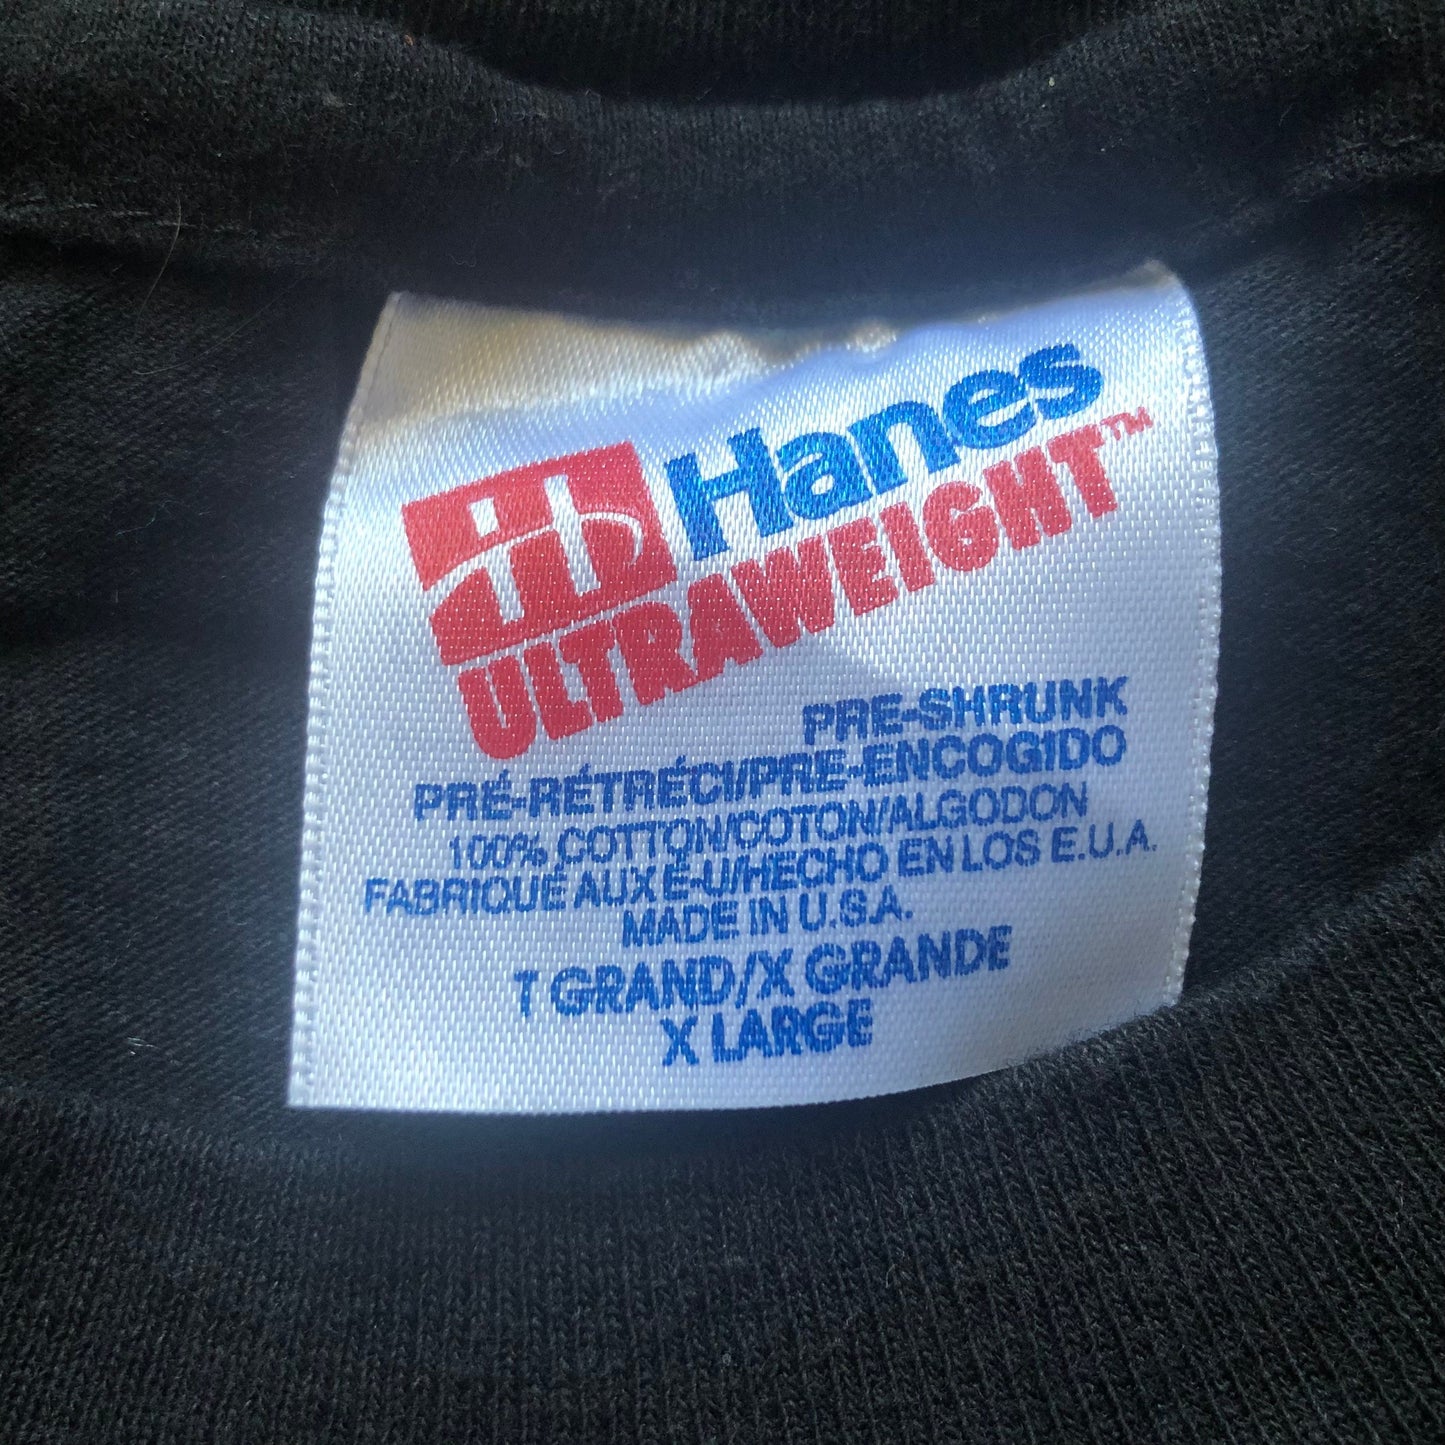 Hanes
ULTRAWEIGHT™
PRE-SHRUNK
PRÉ-RÉTRÉCI/PRE-ENCOGIDO
100% COTTON/COTON/ALGODON
FABRIQUÉ AUX É-U/HECHO EN LOS E.U.A.
MADE IN U.S.A.
T GRAND/X GRANDE
X LARGE